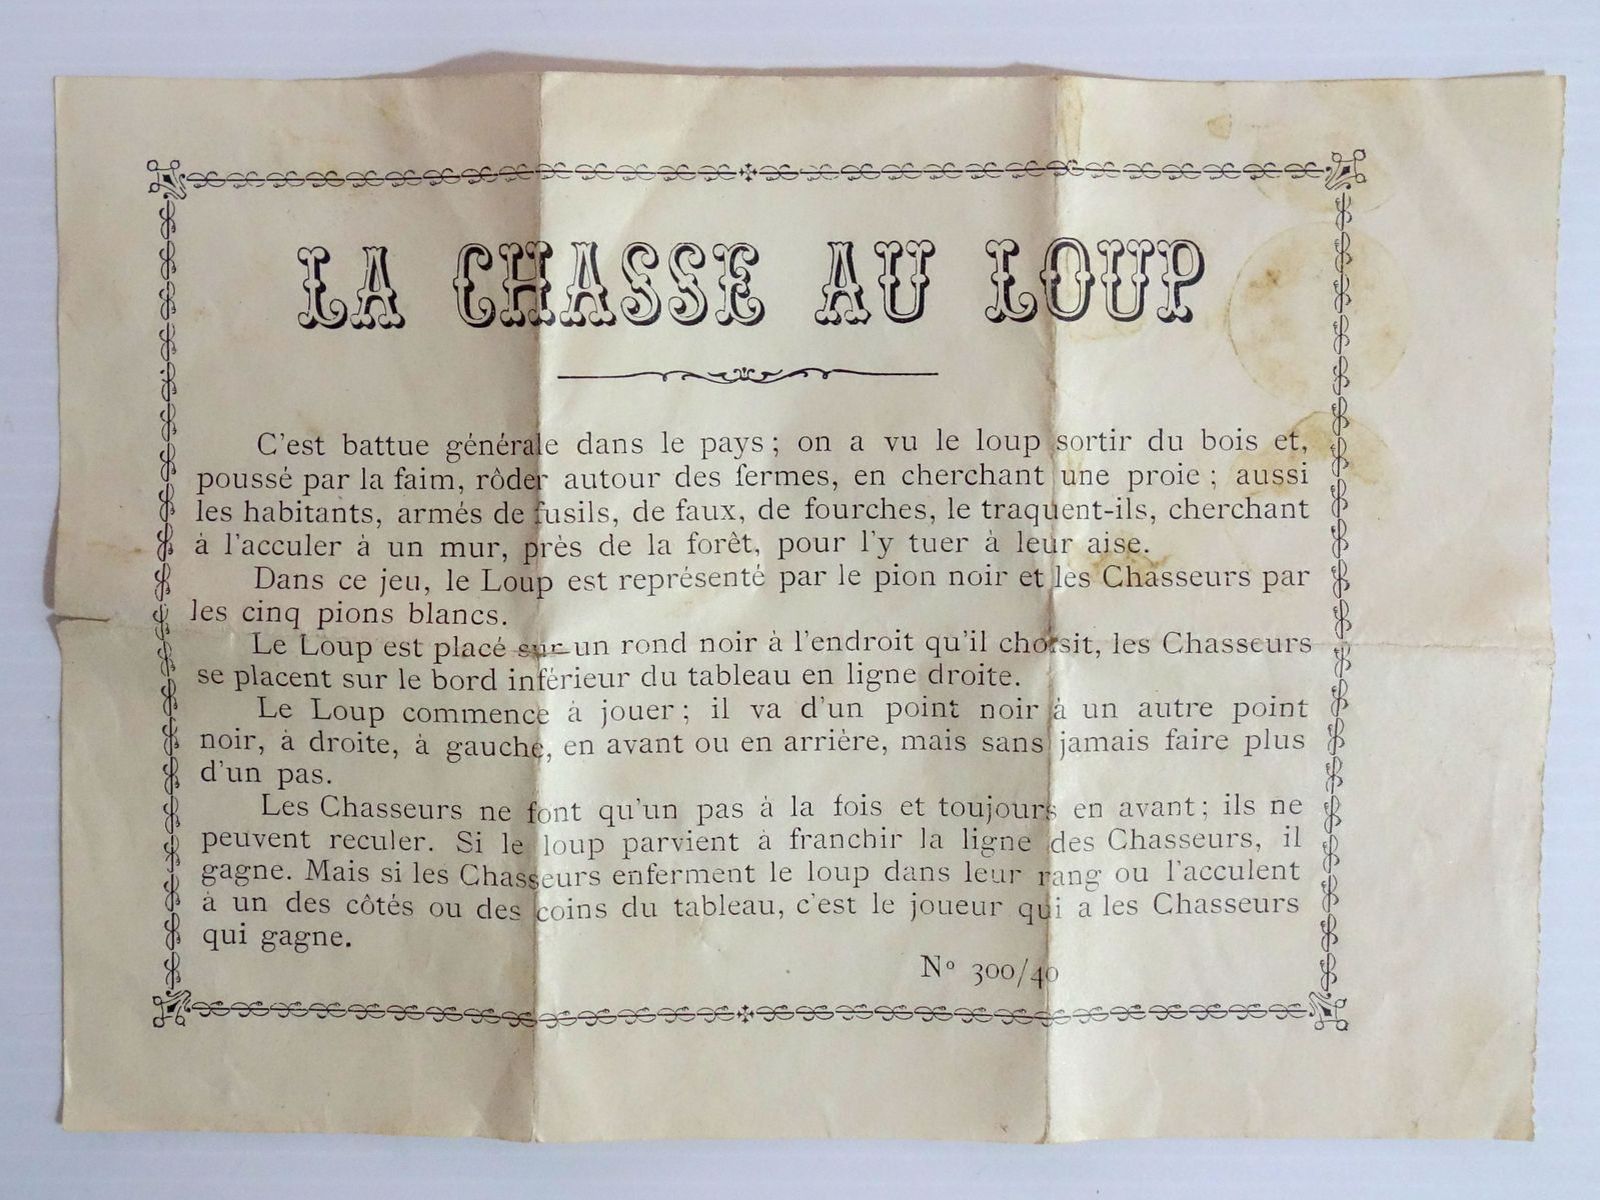 LA CHASSE AU LOUP
C'est battue générale dans le pays ; on a vu le loup sortir du bois et,
poussé par la faim, rôder autour des fermes, en cherchant une proie ; aussi
les habitants, armés de fusils, de faux, de fourches, le traquent-ils, cherchant
à l'acculer à un mur, près de la forêt, pour l'y tuer à leur aise.
Dans ce jeu, le Loup est représenté par le pion noir et les Chasseurs par
les cinq pions blancs.
Le Loup est placé sur un rond noir à l'endroit qu'il choisit, les Chasseurs
se placent sur le bord inférieur du tableau en ligne droite.
Le Loup commence à jouer ; il va d'un point noir à un autre point
noir, à droite, à gauche, en avant ou en arrière, mais sans jamais faire plus
d'un pas.
Les Chasseurs ne font qu'un pas à la fois et toujours en avant ; ils ne
peuvent reculer. Si le loup parvient à franchir la ligne des Chasseurs, il
gagne. Mais si les Chasseurs enferment le loup dans leur rang ou l'acculent
à un des côtés ou des coins du tableau, c'est le joueur qui a les Chasseurs
qui gagne.
Nº 300/40